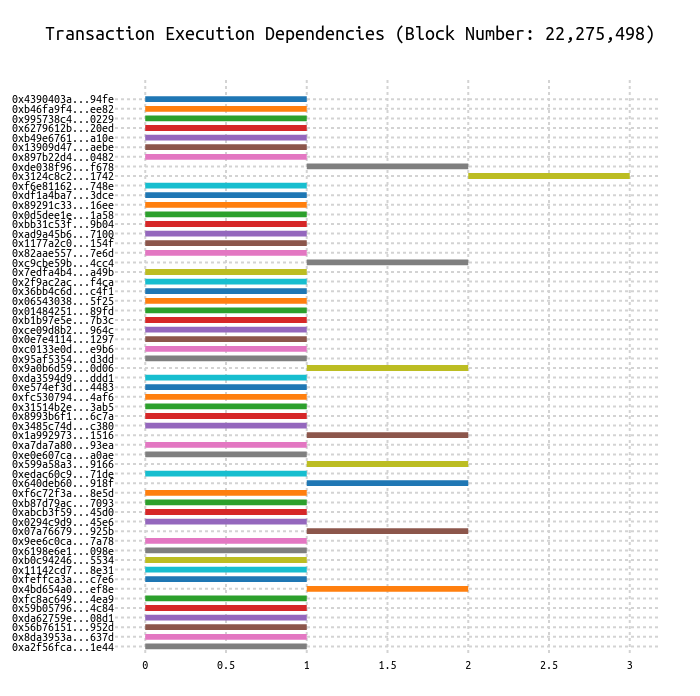 Transaction Execution Dependencies (Block Number: 22,275,498)
0x4390403a...94fe
0xb46fa9f4...ee82
0x995738c4...0229
0x6279612b...20ed
0xb49e6761...a10e
0x13909d47...aebe
0x897b22d4...0482
0xde038f96...f678
0x3124c8c2...1742
0xf6e81162...748e
0xdf1a4ba7...3dce
0x89291c33...16ee
0x0d5dee1e...1a58
0xbb31c53f...9b04
0xad9a45b6...7100
0x1177a2c0...154f
0x82aae557...7e6d
0xc9cbe59b...4cc4
0x7edfa4b4...a49b
0x2f9ac2ac...f4ca
0x36bb4c6d...c4f1
0x06543038...5f25
0x01484251...89fd
0xb1b97e5e...7b3c
0xce09d8b2...964c
0x0e7e4114...1297
0xc0133e0d...e9b6
0x95af5354...d3dd
0x9a0b6d59...0d06
0xda3594d9...ddd1
0xe574ef3d...4483
0xfc530794...4af6
0x31514b2e...3ab5
0x8993b6f1...6c7a
0x3485c74d...c380
0x1a992973...1516
0xa7da7a80...93ea
0xe0e607ca...a0ae
0x599a58a3...9166
0xedac60c9...71de
0x640deb60...918f
0xf6c72f3a...8e5d
0xb87d79ac...7093
0xabcb3f59...45d0
0x0294c9d9...45e6
0x07a76679...925b
0x9ee6c0ca...7a78
0x6198e6e1...098e
0xb0c94246...5534
0x11142cd7...8e31
0xfeffca3a...c7e6
0x4bd654a0...ef8e
0xfc8ac649...4ea9
0x59b05796...4c84
0xda62759e...08d1
0x56b76151...952d
0x8da3953a...637d
0xa2f56fca...1e44
0 0.5 1 1.5 2 2.5 3